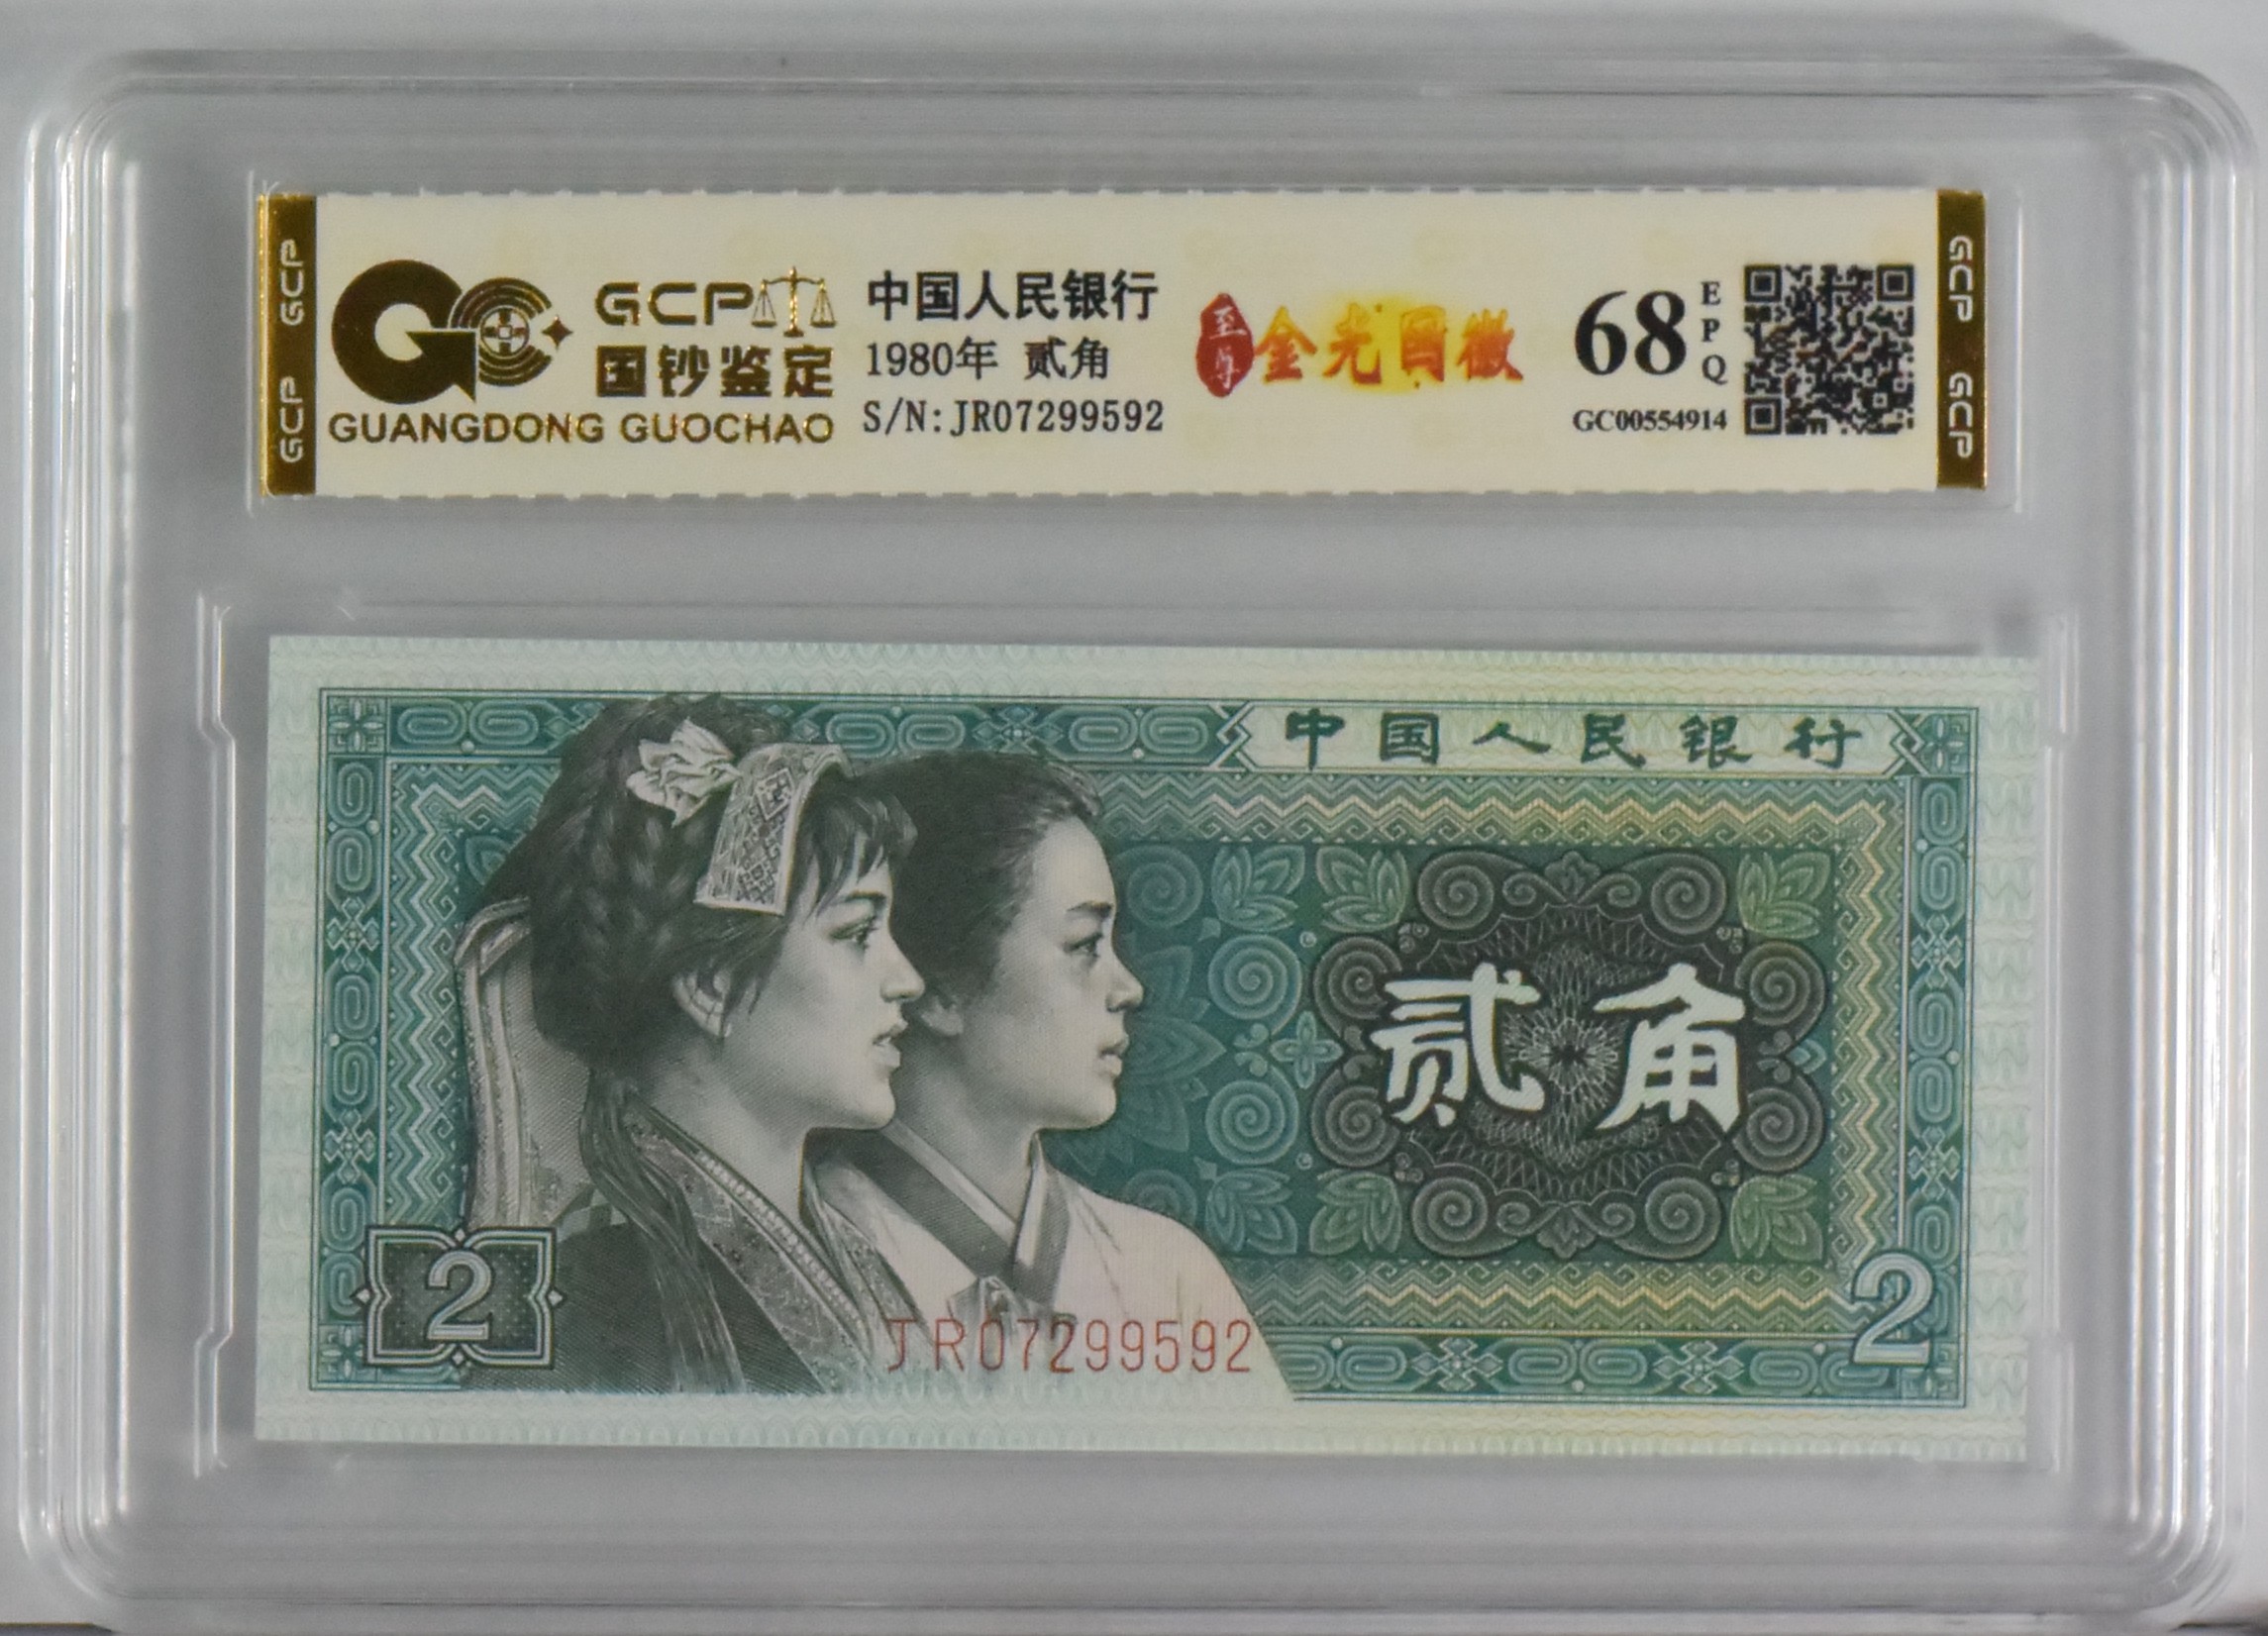 GCP GCP
GCP
国钞鉴定
GUANGDONG GUOCHAO
中国人民银行
1980年 贰角
S/N:JR07299592
至尊 金光国徽
68 EPQ
GC00554914
GCP GCP
中国人民银行
贰角
2
JR07299592
2